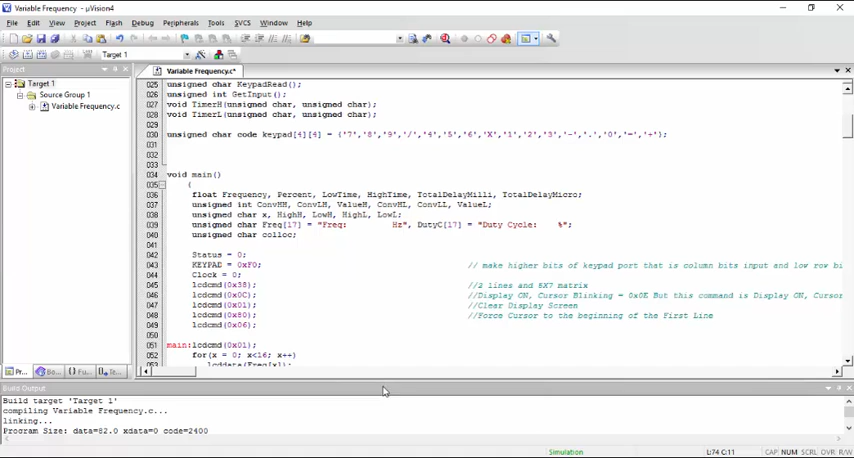 Variable Frequency - µVision4
File Edit View Project Flash Debug Peripherals Tools SVCS Window Help
Target 1
Project
Target 1
Source Group 1
Variable Frequency.c
Variable Frequency.c*
025 unsigned char KeypadRead();
026 unsigned int GetInput();
027 void TimerH(unsigned char, unsigned char);
028 void TimerL(unsigned char, unsigned char);
029
030 unsigned char code keypad[4][4] = {'7','8','9','/','4','5','6','X','1','2','3','-','.','0','=','+'};
031
032
033
034 void main()
035 {
036 float Frequency, Percent, LowTime, HighTime, TotalDelayMilli, TotalDelayMicro;
037 unsigned int ConvHH, ConvLH, ValueH, ConvHL, ConvLL, ValueL;
038 unsigned char x, HighH, LowH, HighL, LowL;
039 unsigned char Freq[17] = "Freq: Hz", DutyC[17] = "Duty Cycle: %";
040 unsigned char colloc;
041
042 Status = 0;
043 KEYPAD = 0xF0; // make higher bits of keypad port that is column bits input and low row bi
044 Clock = 0;
045 lcdcmd(0x38); //2 lines and 5X7 matrix
046 lcdcmd(0x0C); //Display ON, Cursor Blinking = 0x0E But this command is Display ON, Cursor
047 lcdcmd(0x01); //Clear Display Screen
048 lcdcmd(0x80); //Force Cursor to the beginning of the First Line
049 lcdcmd(0x06);
050
051 main:lcdcmd(0x01);
052 for(x = 0; x<16; x++)
053 lcddata(Freq[x]);
Pr... Bo... {} Fu... Te...
Build Output
Build target 'Target 1'
compiling Variable Frequency.c...
linking...
Program Size: data=82.0 xdata=0 code=2400
Simulation L:74 C:11 CAP NUM SCRL OVR R/W